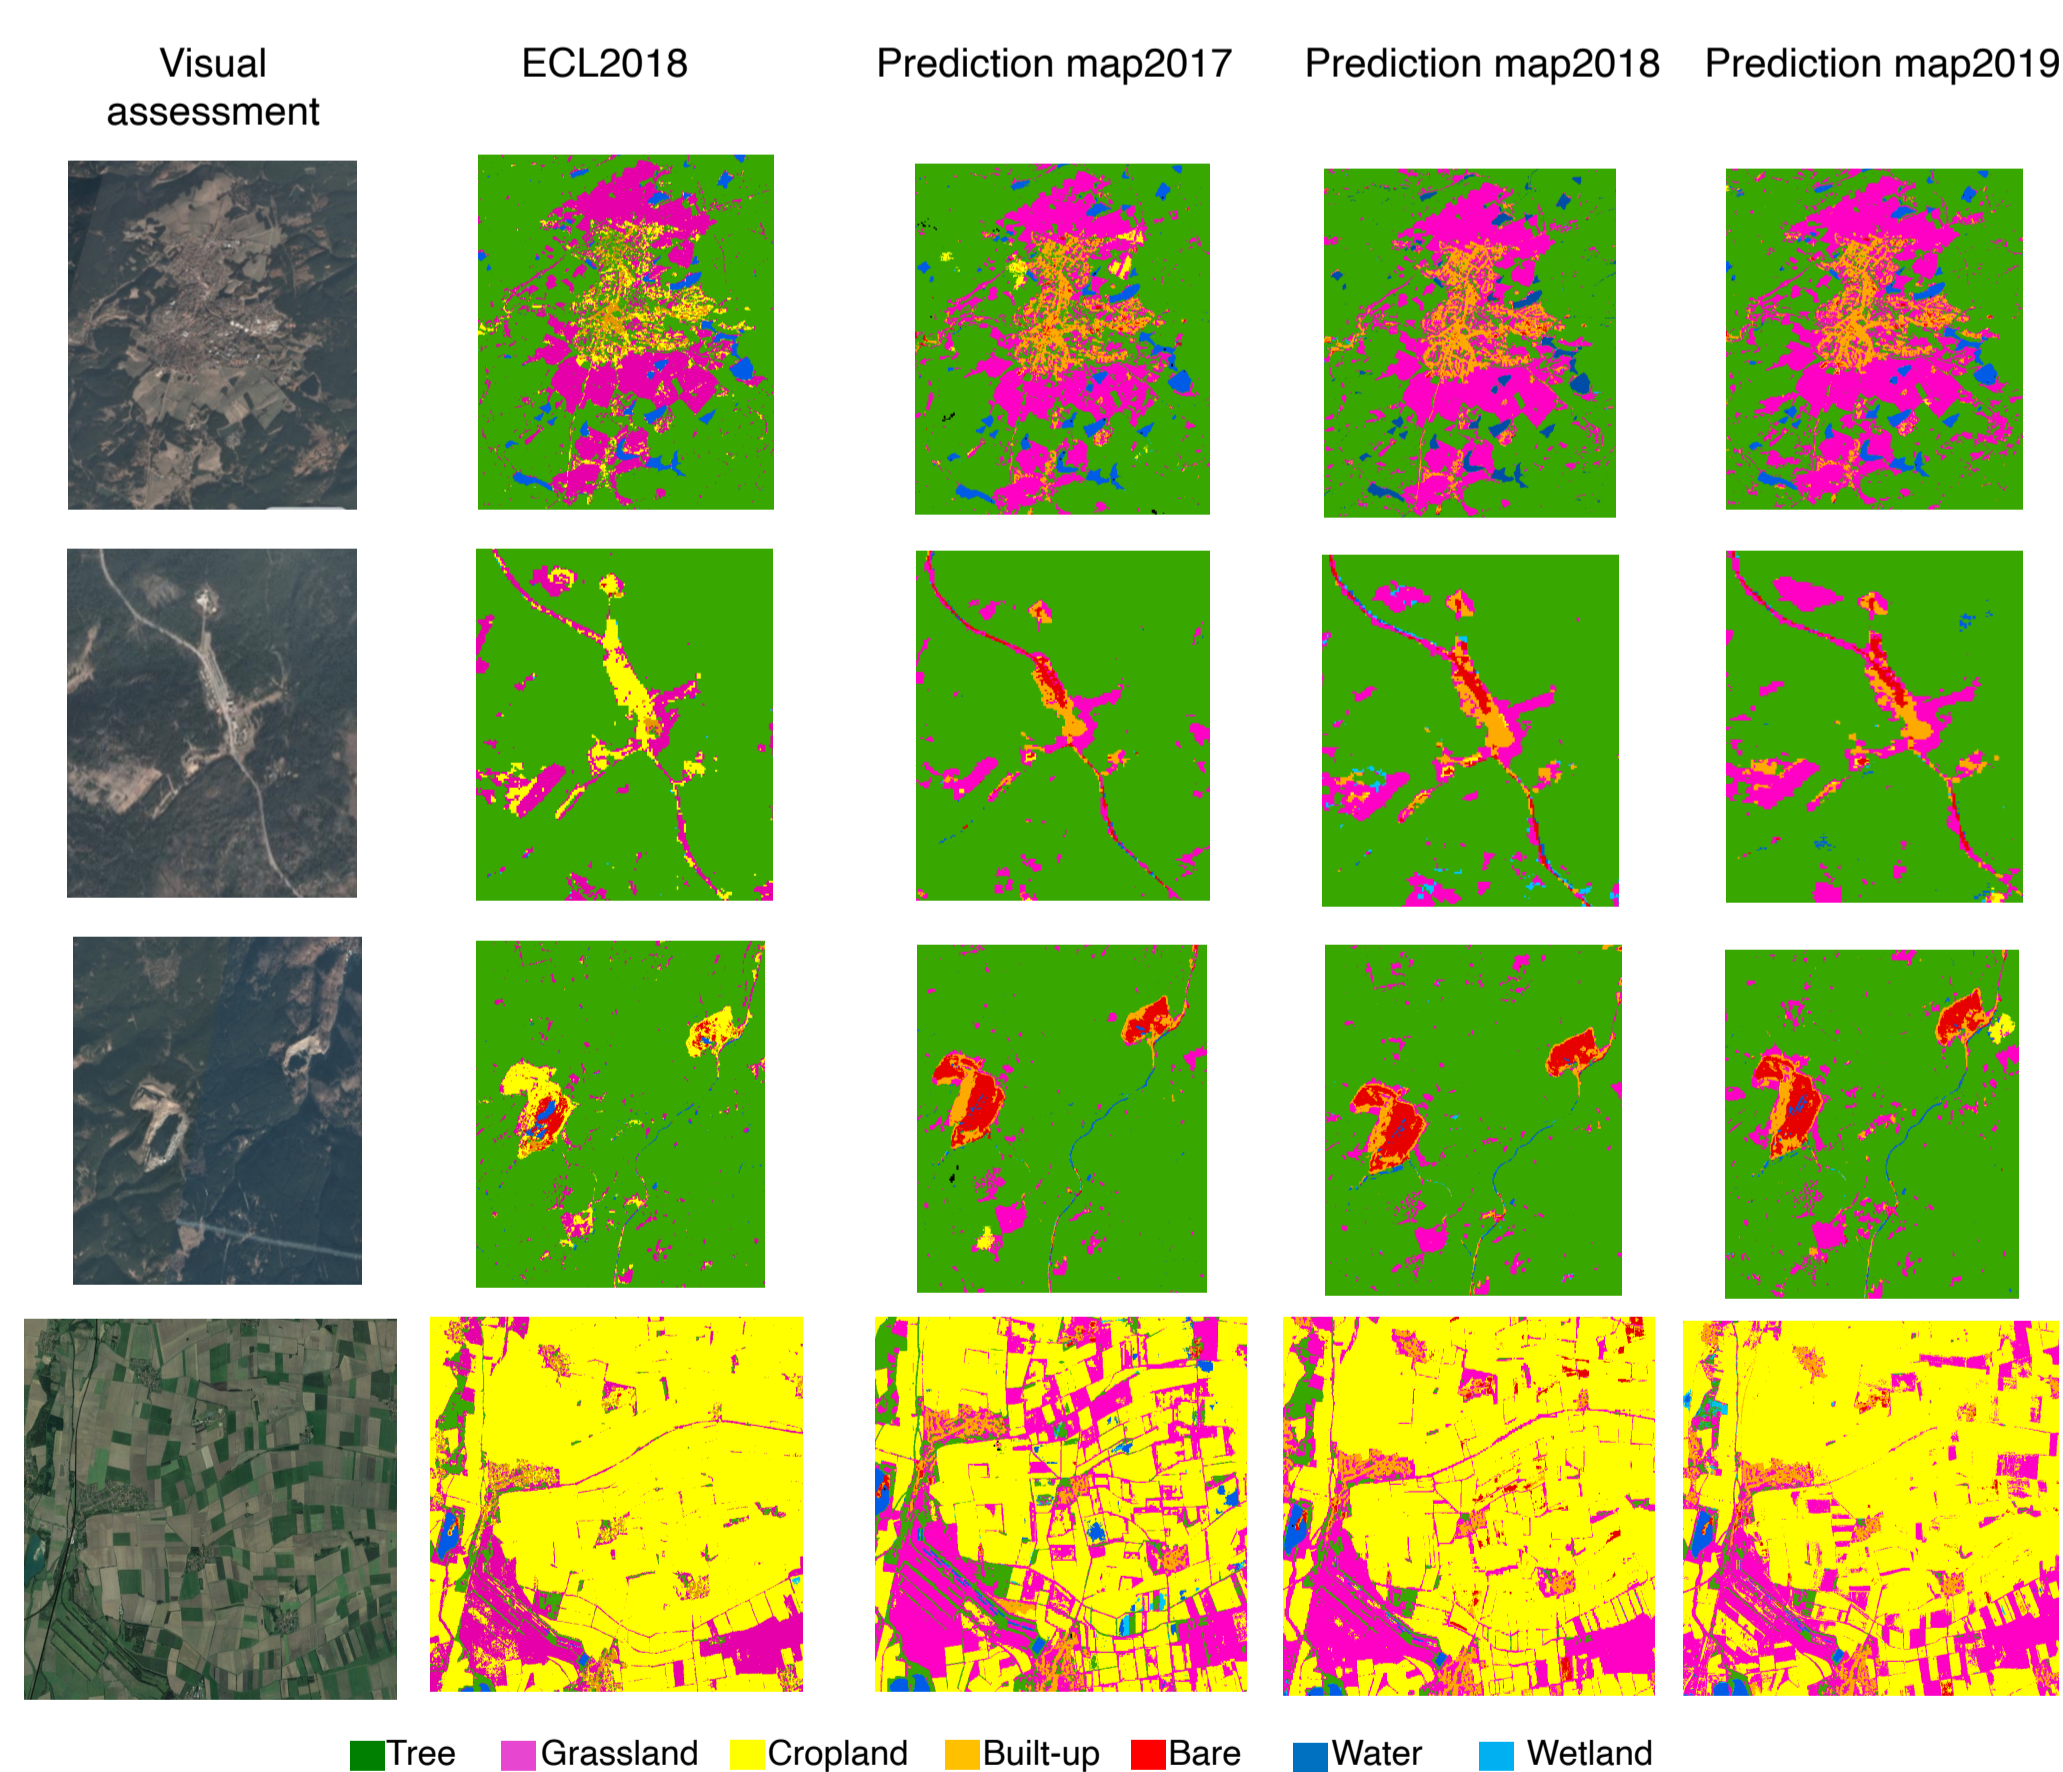 Visual
assessment
ECL2018
Prediction map2017
Prediction map2018
Prediction map2019
Tree
Grassland
Cropland
Built-up
Bare
Water
Wetland